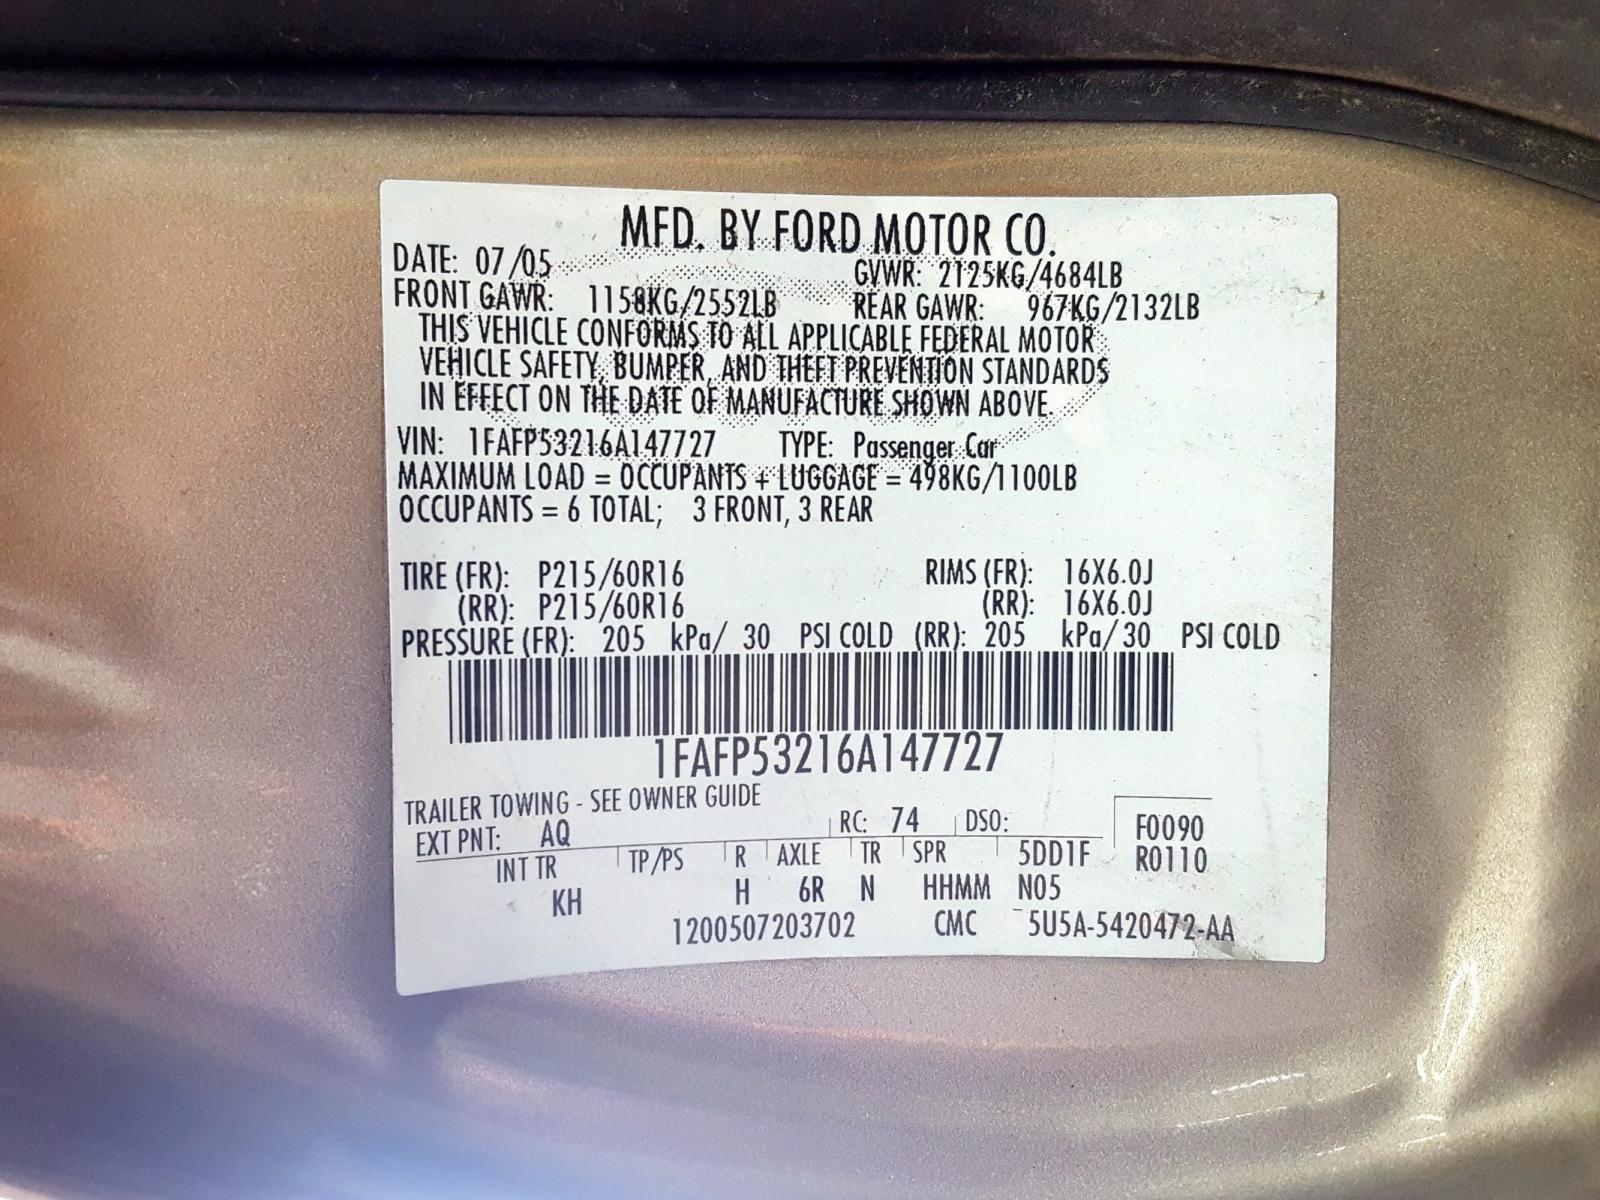 MFD. BY FORD MOTOR CO.
DATE: 07/05 GVWR: 2125KG/4684LB
FRONT GAWR: 1158KG/2552LB REAR GAWR: 967KG/2132LB
THIS VEHICLE CONFORMS TO ALL APPLICABLE FEDERAL MOTOR
VEHICLE SAFETY, BUMPER, AND THEFT PREVENTION STANDARDS
IN EFFECT ON THE DATE OF MANUFACTURE SHOWN ABOVE.
VIN: 1FAFP53216A147727 TYPE: Passenger Car
MAXIMUM LOAD = OCCUPANTS + LUGGAGE = 498KG/1100LB
OCCUPANTS = 6 TOTAL; 3 FRONT, 3 REAR
TIRE (FR): P215/60R16 RIMS (FR): 16X6.0J
(RR): P215/60R16 (RR): 16X6.0J
PRESSURE (FR): 205 kPa/ 30 PSI COLD (RR): 205 kPa/ 30 PSI COLD
1FAFP53216A147727
TRAILER TOWING - SEE OWNER GUIDE
EXT PNT: AQ RC: 74 DSO: F0090
INT TR TP/PS R AXLE TR SPR 5DD1F R0110
KH H 6R N HHMM N05
1200507203702 CMC 5U5A-5420472-AA